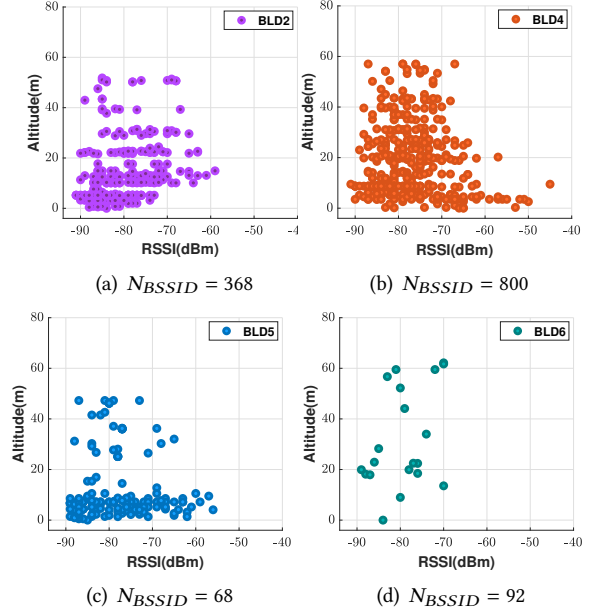 BLD2
80
60
40
20
0
Altitude(m)
-90 -80 -70 -60 -50 -40
RSSI(dBm)
(a) N_BSSID = 368
BLD4
80
60
40
20
0
Altitude(m)
-90 -80 -70 -60 -50 -40
RSSI(dBm)
(b) N_BSSID = 800
BLD5
80
60
40
20
0
Altitude(m)
-90 -80 -70 -60 -50 -40
RSSI(dBm)
(c) N_BSSID = 68
BLD6
80
60
40
20
0
Altitude(m)
-90 -80 -70 -60 -50 -40
RSSI(dBm)
(d) N_BSSID = 92